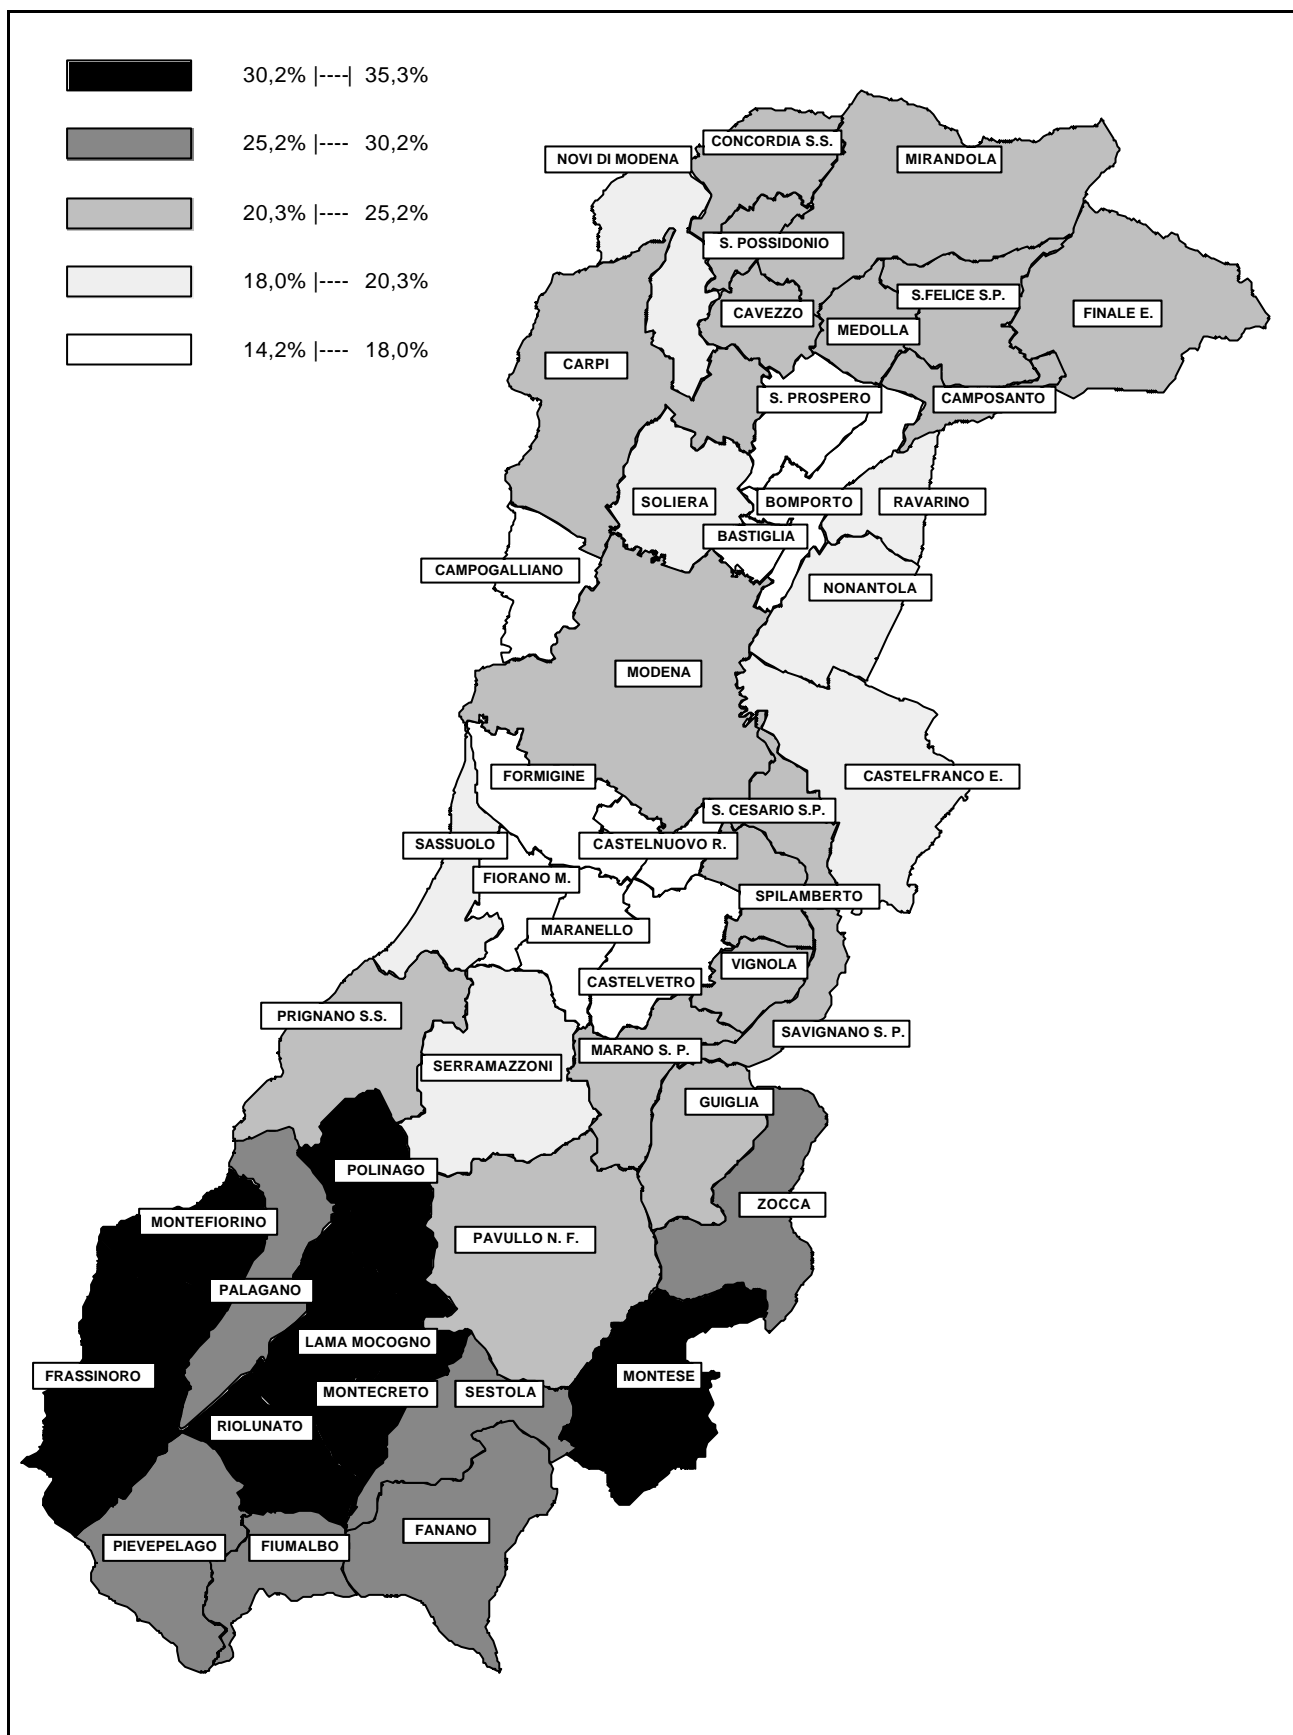 30,2% |----| 35,3%
25,2% |---- 30,2%
20,3% |---- 25,2%
18,0% |---- 20,3%
14,2% |---- 18,0%
CONCORDIA S.S.
NOVI DI MODENA
MIRANDOLA
S. POSSIDONIO
S.FELICE S.P.
CAVEZZO
FINALE E.
MEDOLLA
CARPI
S. PROSPERO
CAMPOSANTO
SOLIERA
BOMPORTO
RAVARINO
BASTIGLIA
CAMPOGALLIANO
NONANTOLA
MODENA
FORMIGINE
CASTELFRANCO E.
S. CESARIO S.P.
SASSUOLO
CASTELNUOVO R.
FIORANO M.
SPILAMBERTO
MARANELLO
VIGNOLA
CASTELVETRO
PRIGNANO S.S.
SAVIGNANO S. P.
MARANO S. P.
SERRAMAZZONI
GUIGLIA
POLINAGO
ZOCCA
MONTEFIORINO
PAVULLO N. F.
PALAGANO
LAMA MOCOGNO
FRASSINORO
MONTESE
MONTECRETO
SESTOLA
RIOLUNATO
FANANO
PIEVEPELAGO
FIUMALBO